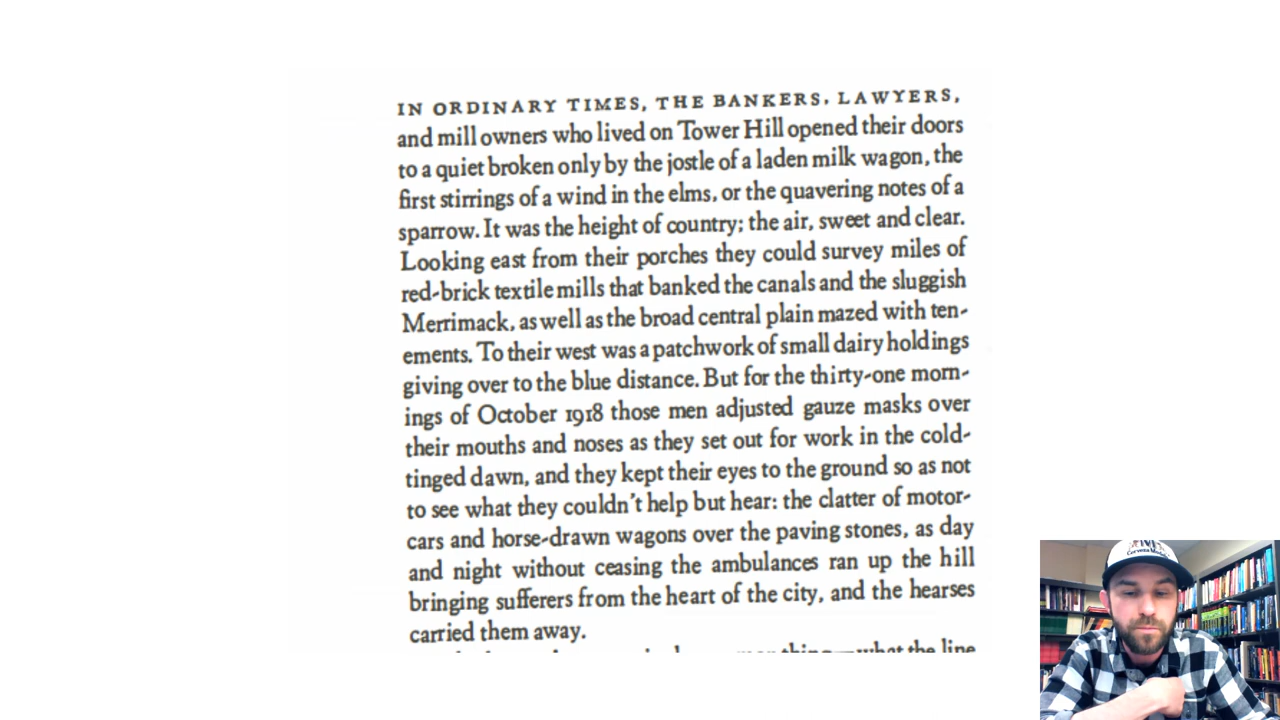 IN ORDINARY TIMES, THE BANKERS, LAWYERS,
and mill owners who lived on Tower Hill opened their doors
to a quiet broken only by the jostle of a laden milk wagon, the
first stirrings of a wind in the elms, or the quavering notes of a
sparrow. It was the height of country; the air, sweet and clear.
Looking east from their porches they could survey miles of
red-brick textile mills that banked the canals and the sluggish
Merrimack, as well as the broad central plain mazed with ten-
ements. To their west was a patchwork of small dairy holdings
giving over to the blue distance. But for the thirty-one morn-
ings of October 1918 those men adjusted gauze masks over
their mouths and noses as they set out for work in the cold-
tinged dawn, and they kept their eyes to the ground so as not
to see what they couldn't help but hear: the clatter of motor-
cars and horse-drawn wagons over the paving stones, as day
and night without ceasing the ambulances ran up the hill
bringing sufferers from the heart of the city, and the hearses
carried them away.
thing—what the line